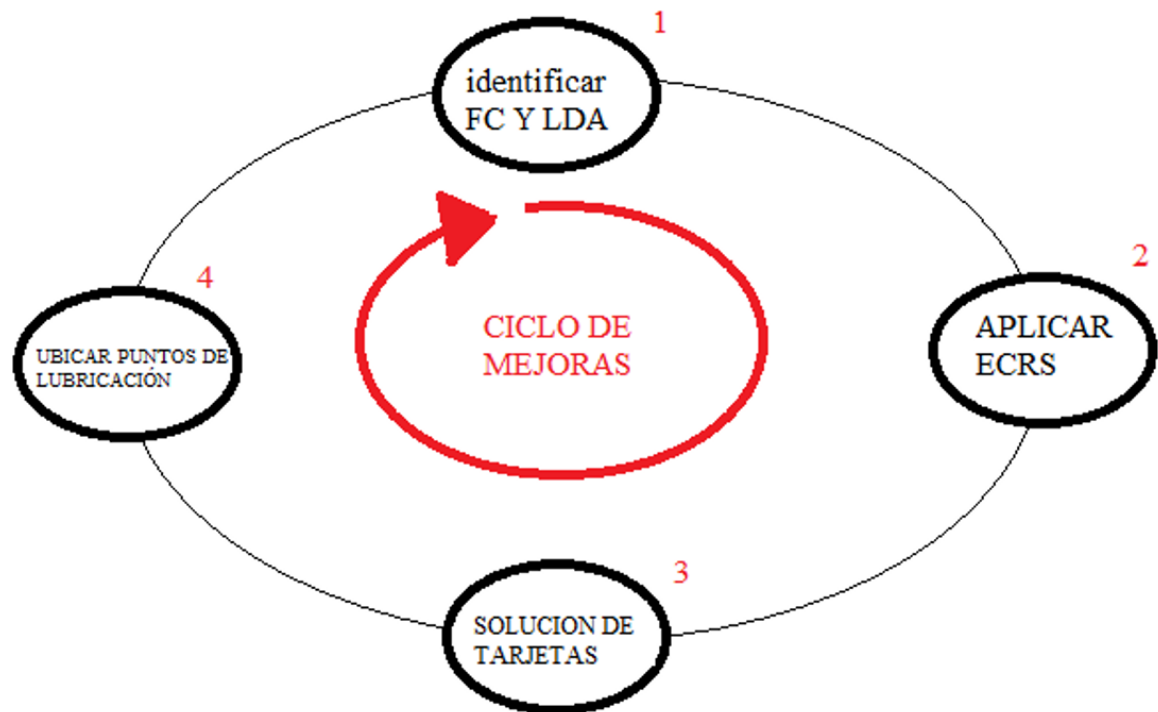 1
identificar
FC Y LDA
2
APLICAR
ECRS
3
SOLUCION DE
TARJETAS
4
UBICAR PUNTOS DE
LUBRICACIÓN
CICLO DE
MEJORAS